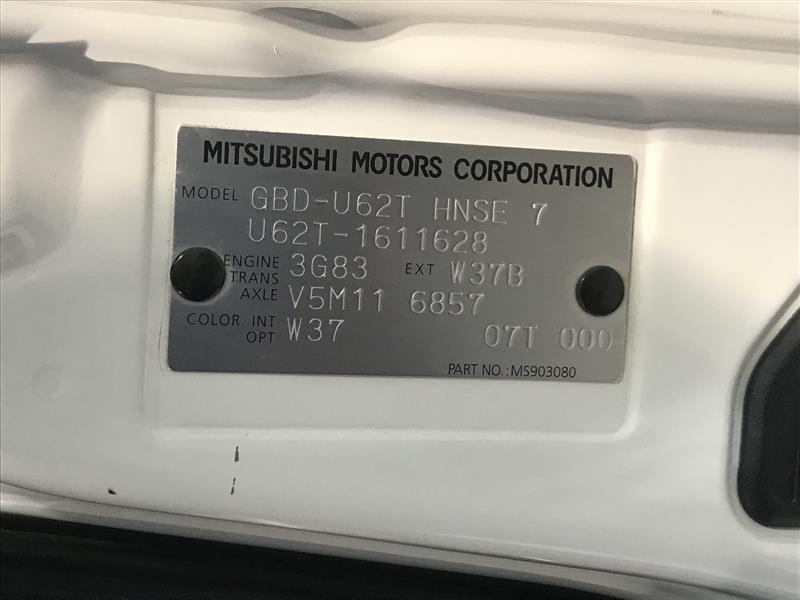 MITSUBISHI MOTORS CORPORATION
MODEL GBD-U62T HNSE 7
U62T-1611628
ENGINE 3G83 EXT W37B
TRANS
AXLE V5M11 6857
COLOR. INT W37 07T 000
OPT
PART NO.:MS903080